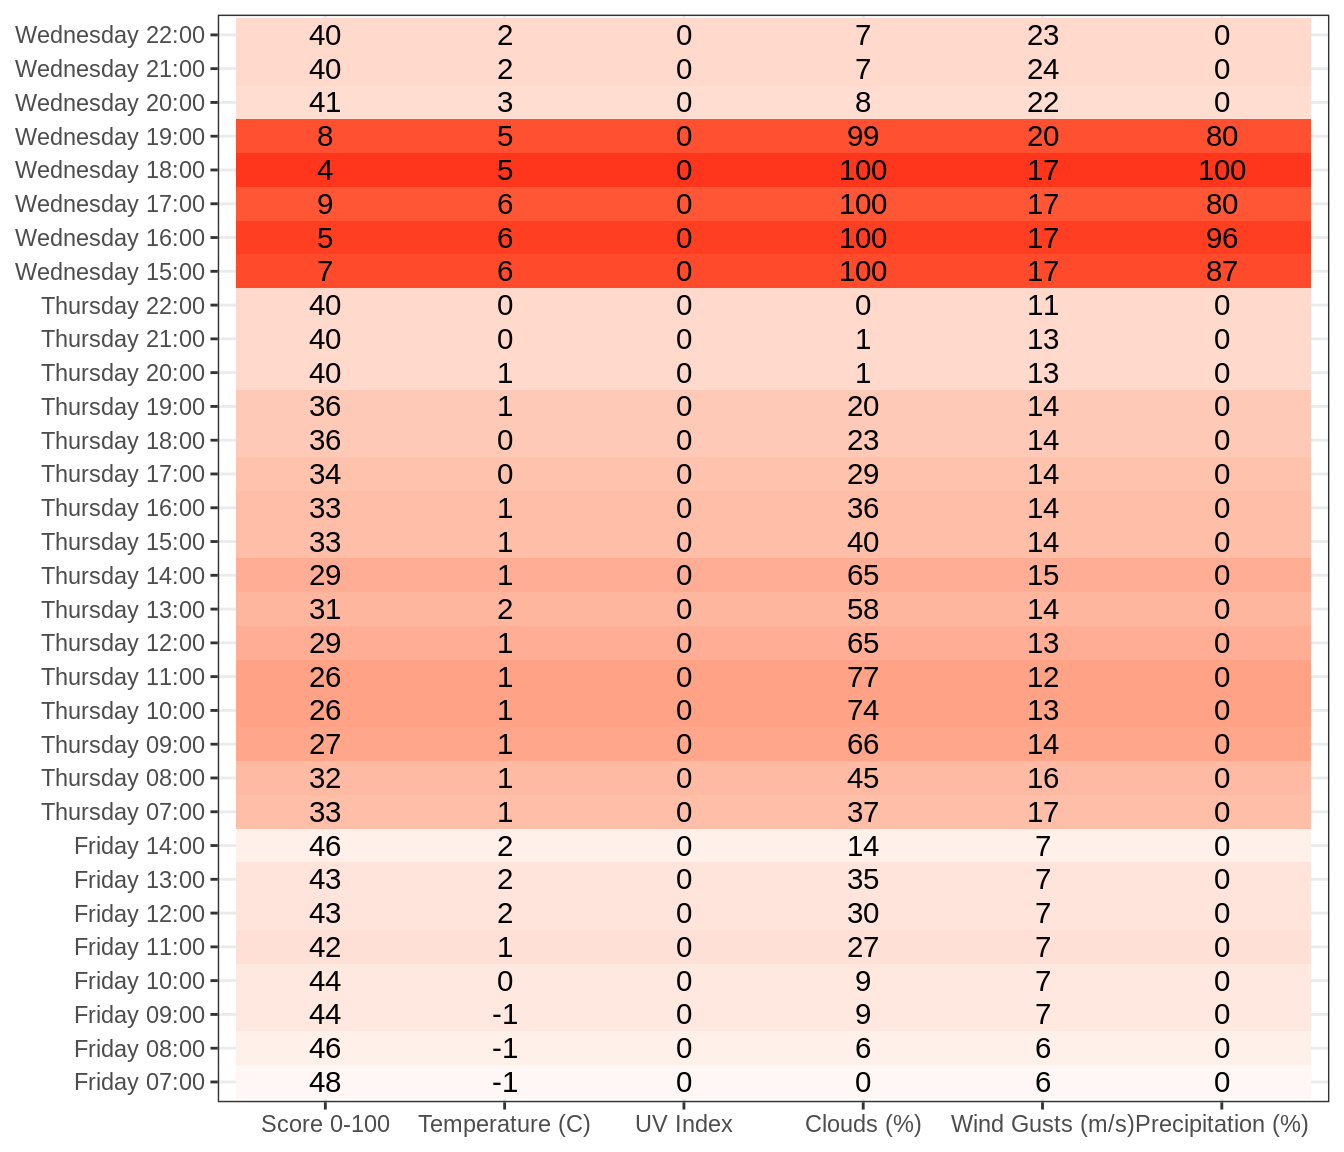 Wednesday 22:00 40 2 0 7 23 0
Wednesday 21:00 40 2 0 7 24 0
Wednesday 20:00 41 3 0 8 22 0
Wednesday 19:00 8 5 0 99 20 80
Wednesday 18:00 4 5 0 100 17 100
Wednesday 17:00 9 6 0 100 17 80
Wednesday 16:00 5 6 0 100 17 96
Wednesday 15:00 7 6 0 100 17 87
Thursday 22:00 40 0 0 0 11 0
Thursday 21:00 40 0 0 1 13 0
Thursday 20:00 40 1 0 1 13 0
Thursday 19:00 36 1 0 20 14 0
Thursday 18:00 36 0 0 23 14 0
Thursday 17:00 34 0 0 29 14 0
Thursday 16:00 33 1 0 36 14 0
Thursday 15:00 33 1 0 40 14 0
Thursday 14:00 29 1 0 65 15 0
Thursday 13:00 31 2 0 58 14 0
Thursday 12:00 29 1 0 65 13 0
Thursday 11:00 26 1 0 77 12 0
Thursday 10:00 26 1 0 74 13 0
Thursday 09:00 27 1 0 66 14 0
Thursday 08:00 32 1 0 45 16 0
Thursday 07:00 33 1 0 37 17 0
Friday 14:00 46 2 0 14 7 0
Friday 13:00 43 2 0 35 7 0
Friday 12:00 43 2 0 30 7 0
Friday 11:00 42 1 0 27 7 0
Friday 10:00 44 0 0 9 7 0
Friday 09:00 44 -1 0 9 7 0
Friday 08:00 46 -1 0 6 6 0
Friday 07:00 48 -1 0 0 6 0
Score 0-100 Temperature (C) UV Index Clouds (%) Wind Gusts (m/s) Precipitation (%)